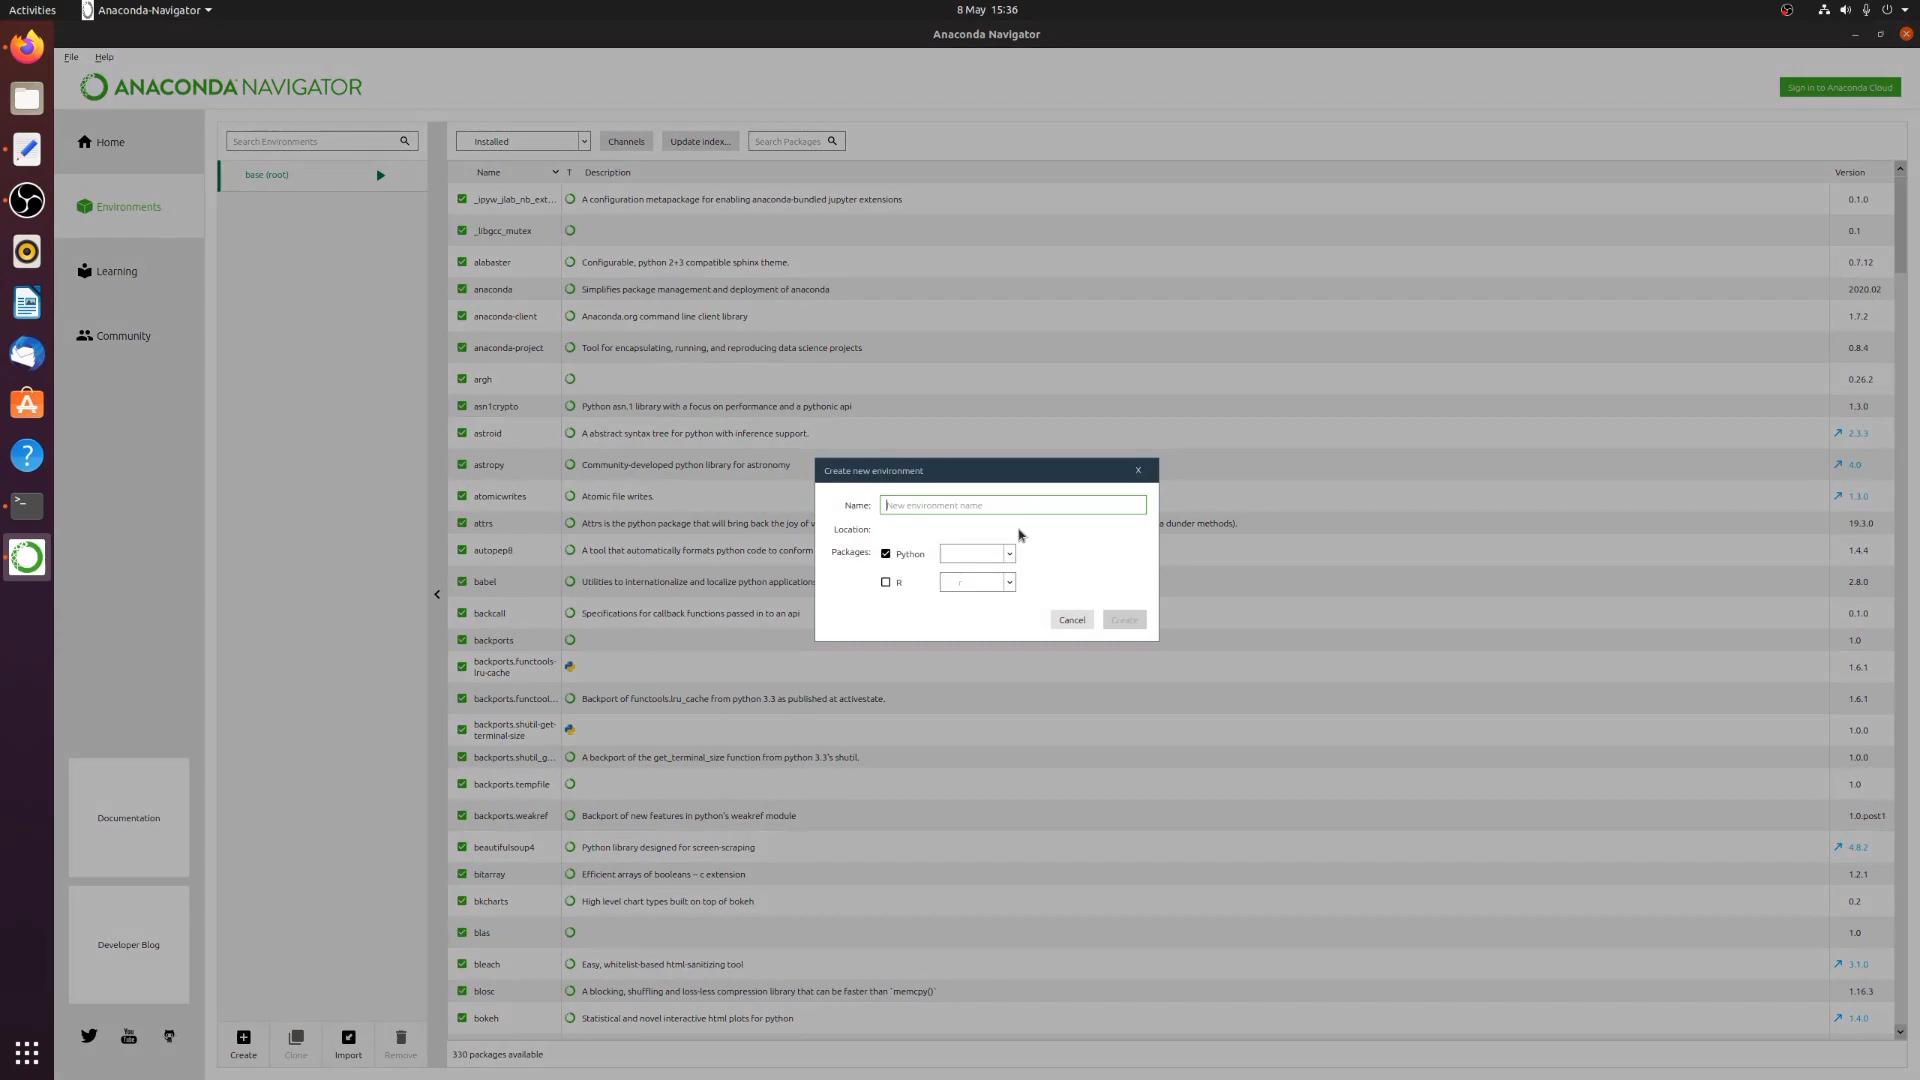 Activities
Anaconda-Navigator
8 May 15:36
Anaconda Navigator
File
Help
ANACONDA NAVIGATOR
Sign in to Anaconda Cloud
Home
Environments
Learning
Community
Documentation
Developer Blog
You
Tube
Search Environments
base (root)
Create
Clone
Import
Remove
Installed
Channels
Update index...
Search Packages
Name T Description Version
_ipyw_jlab_nb_ext... A configuration metapackage for enabling anaconda-bundled jupyter extensions 0.1.0
_libgcc_mutex 0.1
alabaster Configurable, python 2+3 compatible sphinx theme. 0.7.12
anaconda Simplifies package management and deployment of anaconda 2020.02
anaconda-client Anaconda.org command line client library 1.7.2
anaconda-project Tool for encapsulating, running, and reproducing data science projects 0.8.4
argh 0.26.2
asn1crypto Python asn.1 library with a focus on performance and a pythonic api 1.3.0
astroid A abstract syntax tree for python with inference support. 2.3.3
astropy Community-developed python library for astronomy 4.0
atomicwrites Atomic file writes. 1.3.0
attrs Attrs is the python package that will bring back the joy of w a dunder methods). 19.3.0
autopep8 A tool that automatically formats python code to conform 1.4.4
babel Utilities to internationalize and localize python applications 2.8.0
backcall Specifications for callback functions passed in to an api 0.1.0
backports 1.0
backports.functools-
lru-cache 1.6.1
backports.functool... Backport of functools.lru_cache from python 3.3 as published at activestate. 1.6.1
backports.shutil-get-
terminal-size 1.0.0
backports.shutil_g... A backport of the get_terminal_size function from python 3.3's shutil. 1.0.0
backports.tempfile 1.0
backports.weakref Backport of new features in python's weakref module 1.0.post1
beautifulsoup4 Python library designed for screen-scraping 4.8.2
bitarray Efficient arrays of booleans -- c extension 1.2.1
bkcharts High level chart types built on top of bokeh 0.2
blas 1.0
bleach Easy, whitelist-based html-sanitizing tool 3.1.0
blosc A blocking, shuffling and loss-less compression library that can be faster than `memcpy()` 1.16.3
bokeh Statistical and novel interactive html plots for python 1.4.0
330 packages available
Create new environment X
Name: New environment name
Location:
Packages: Python
R r
Cancel
Create